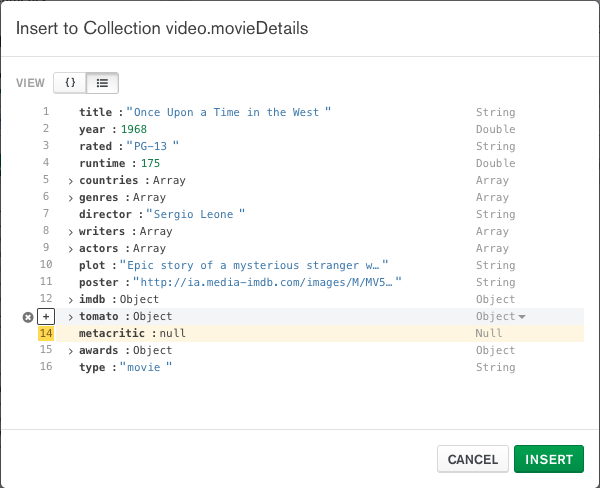 Insert to Collection video.movieDetails
VIEW {}
1 title :"Once Upon a Time in the West " String
2 year :1968 Double
3 rated :"PG-13 " String
4 runtime :175 Double
5 > countries :Array Array
6 > genres :Array Array
7 director :"Sergio Leone " String
8 > writers :Array Array
9 > actors :Array Array
10 plot :"Epic story of a mysterious stranger w…" String
11 poster :"http://ia.media-imdb.com/images/M/MV5…" String
12 > imdb :Object Object
+ > tomato :Object Object
14 metacritic :null Null
15 > awards :Object Object
16 type :"movie " String
CANCEL INSERT